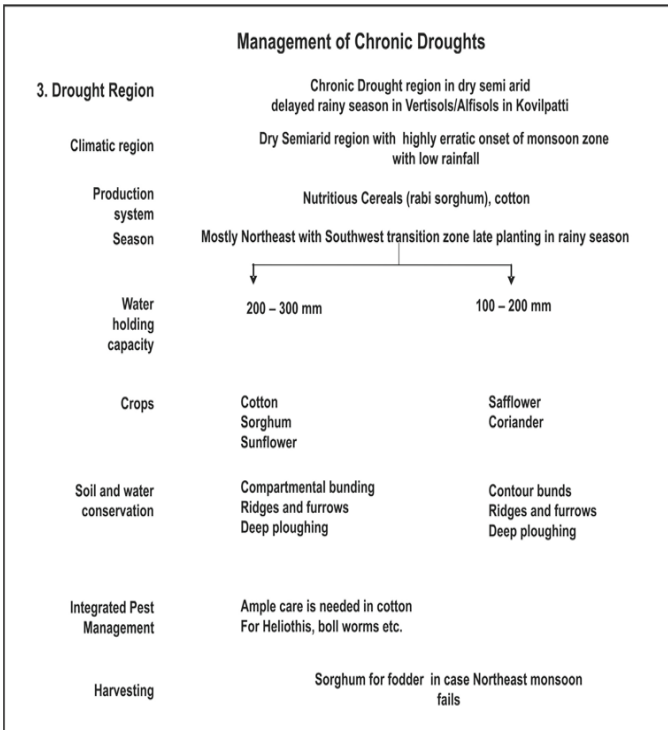 Management of Chronic Droughts
3. Drought Region
Chronic Drought region in dry semi arid
delayed rainy season in Vertisols/Alfisols in Kovilpatti
Climatic region
Dry Semiarid region with highly erratic onset of monsoon zone
with low rainfall
Production
system
Nutritious Cereals (rabi sorghum), cotton
Season
Mostly Northeast with Southwest transition zone late planting in rainy season
Water
holding
capacity
200 – 300 mm
100 – 200 mm
Crops
Cotton
Sorghum
Sunflower
Safflower
Coriander
Soil and water
conservation
Compartmental bunding
Ridges and furrows
Deep ploughing
Contour bunds
Ridges and furrows
Deep ploughing
Integrated Pest
Management
Ample care is needed in cotton
For Heliothis, boll worms etc.
Harvesting
Sorghum for fodder in case Northeast monsoon
fails